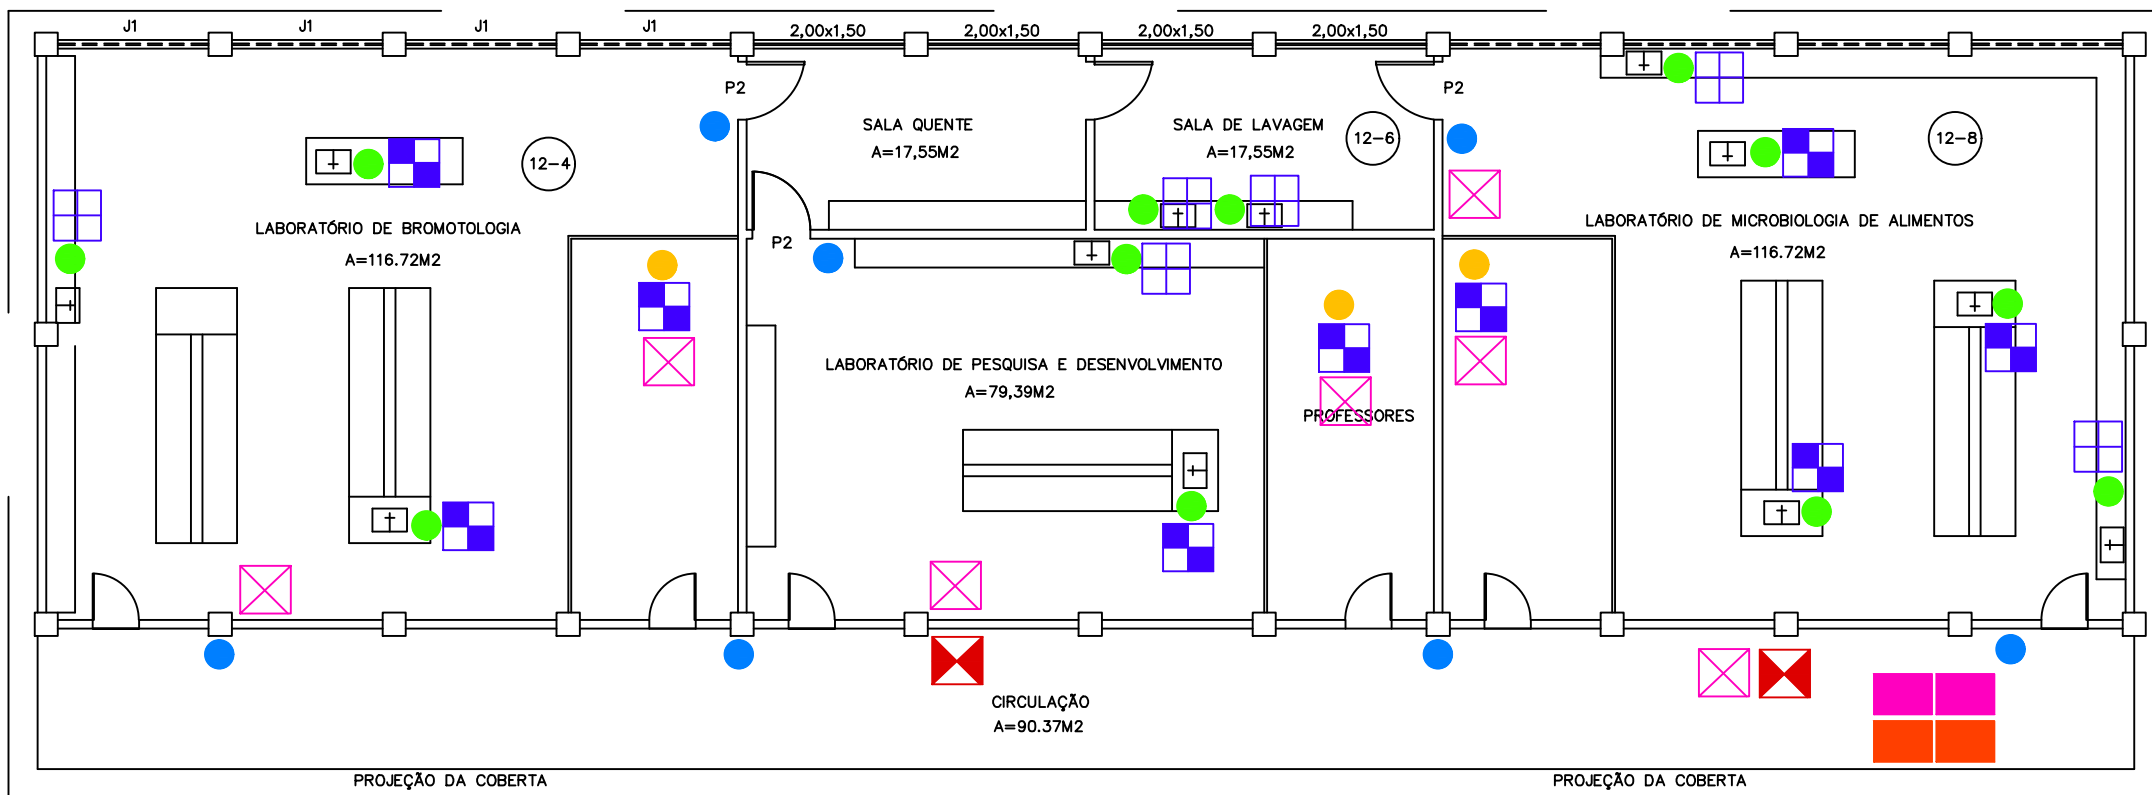 J1
J1
J1
J1
2,00x1,50
2,00x1,50
2,00x1,50
2,00x1,50
P2
P2
SALA QUENTE
A=17,55M2
SALA DE LAVAGEM
A=17,55M2
12-6
12-8
12-4
LABORATÓRIO DE BROMOTOLOGIA
A=116.72M2
P2
LABORATÓRIO DE MICROBIOLOGIA DE ALIMENTOS
A=116.72M2
LABORATÓRIO DE PESQUISA E DESENVOLVIMENTO
A=79,39M2
PROFESSORES
CIRCULAÇÃO
A=90.37M2
PROJEÇÃO DA COBERTA
PROJEÇÃO DA COBERTA